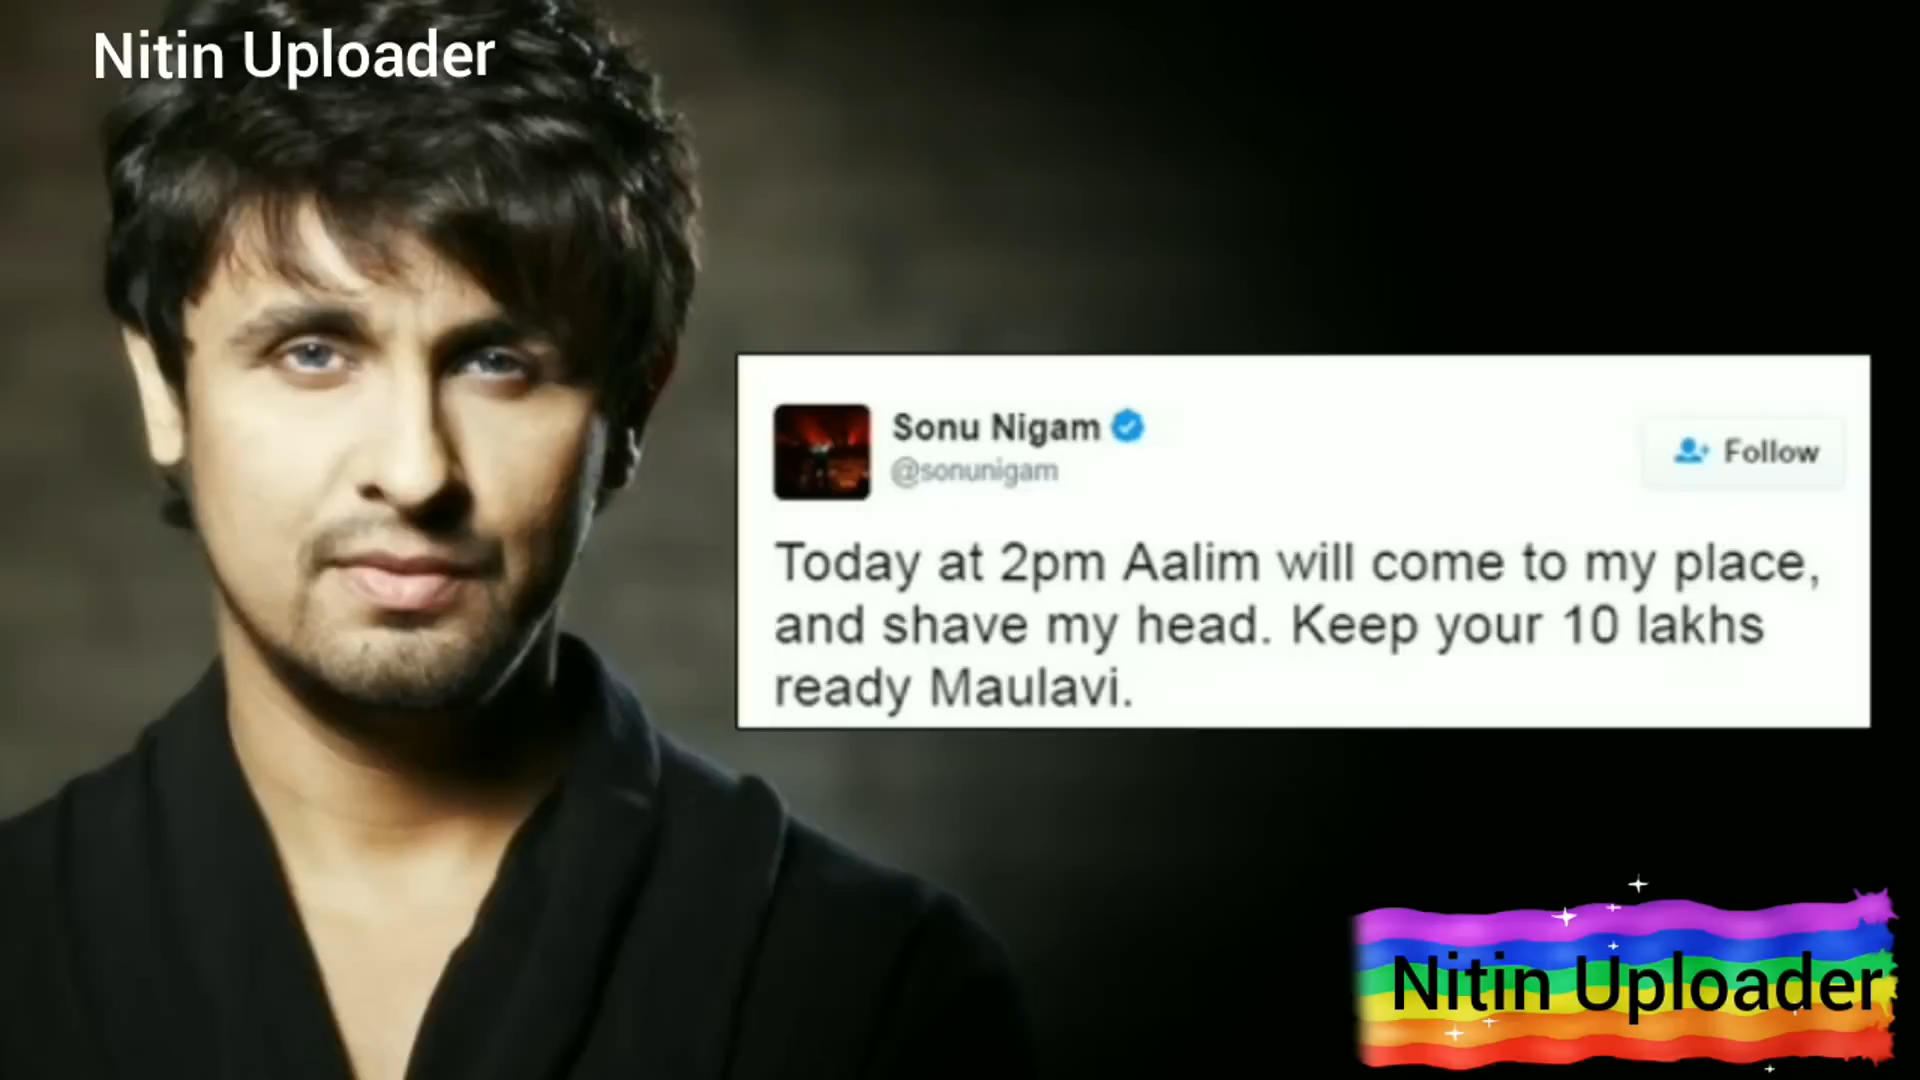 Nitin Uploader
Sonu Nigam
@sonunigam
Follow
Today at 2pm Aalim will come to my place,
and shave my head. Keep your 10 lakhs
ready Maulavi.
Nitin Uploader